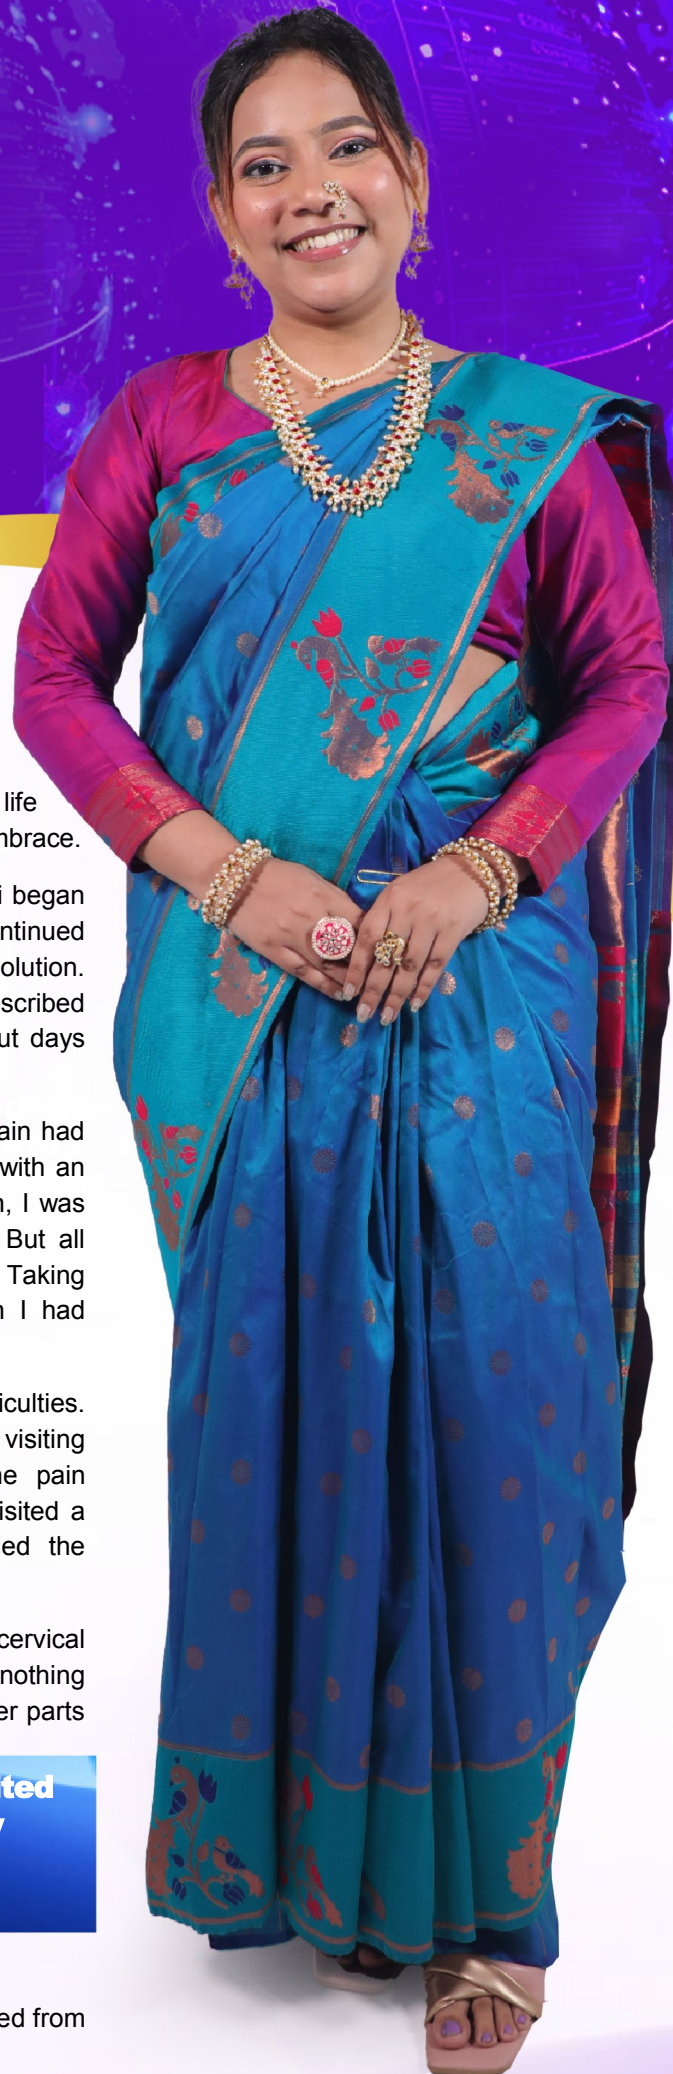 life
mbrace.
i began
ntinued
olution.
scribed
ut days
ain had
with an
n, I was
But all
Taking
n I had
iculties.
visiting
ne pain
isited a
ed the
cervical
nothing
er parts
ted
y
ed from